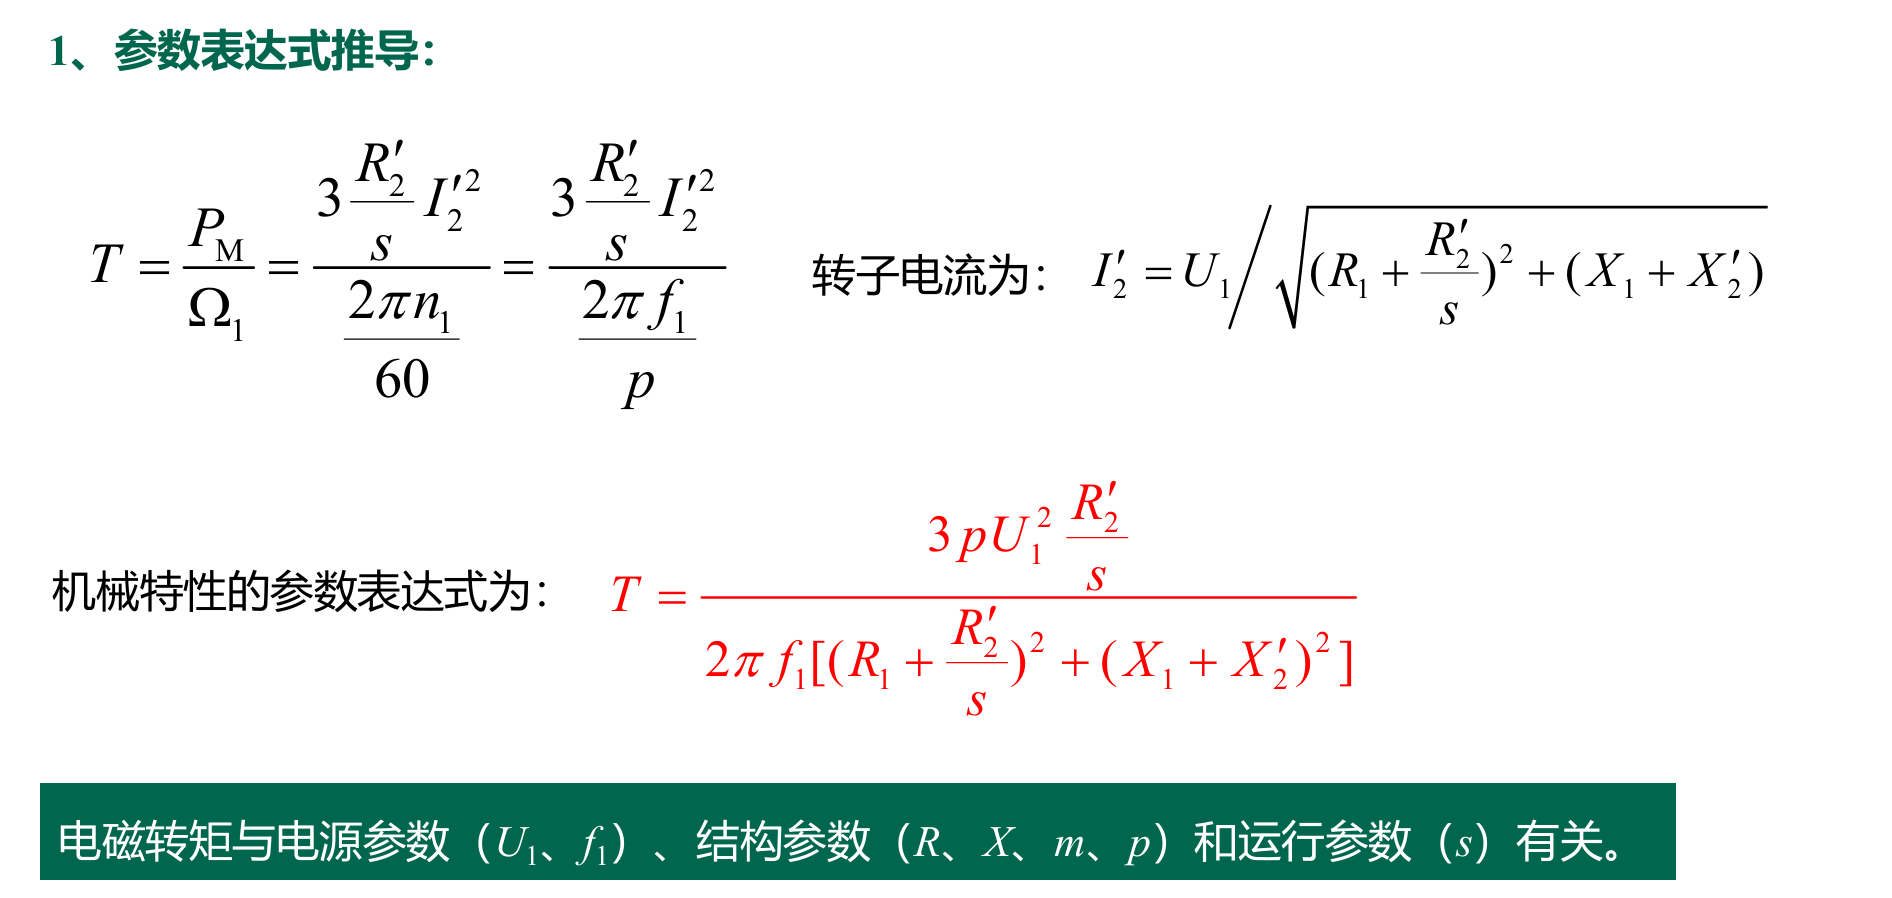 1、参数表达式推导：
$T = \frac{P_{\mathrm{M}}}{\Omega_1} = \frac{3\frac{R_2'}{s}I_2'^2}{\frac{2\pi n_1}{60}} = \frac{3\frac{R_2'}{s}I_2'^2}{\frac{2\pi f_1}{p}}$ 转子电流为： $I_2' = U_1 \Big/ \sqrt{(R_1 + \frac{R_2'}{s})^2 + (X_1 + X_2')}$
机械特性的参数表达式为： $T = \frac{3pU_1^2\frac{R_2'}{s}}{2\pi f_1[(R_1 + \frac{R_2'}{s})^2 + (X_1 + X_2')^2]}$
电磁转矩与电源参数（$U_1$、$f_1$）、结构参数（R、X、m、p）和运行参数（s）有关。